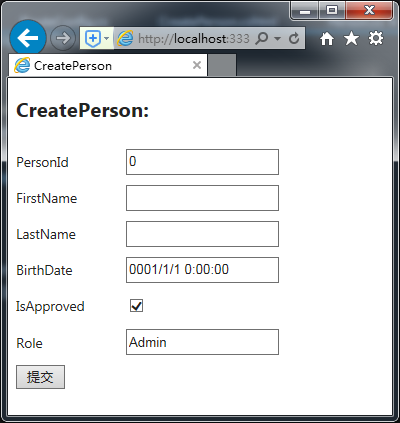 http://localhost:333
CreatePerson
CreatePerson:
PersonId 0
FirstName
LastName
BirthDate 0001/1/1 0:00:00
IsApproved
Role Admin
提交